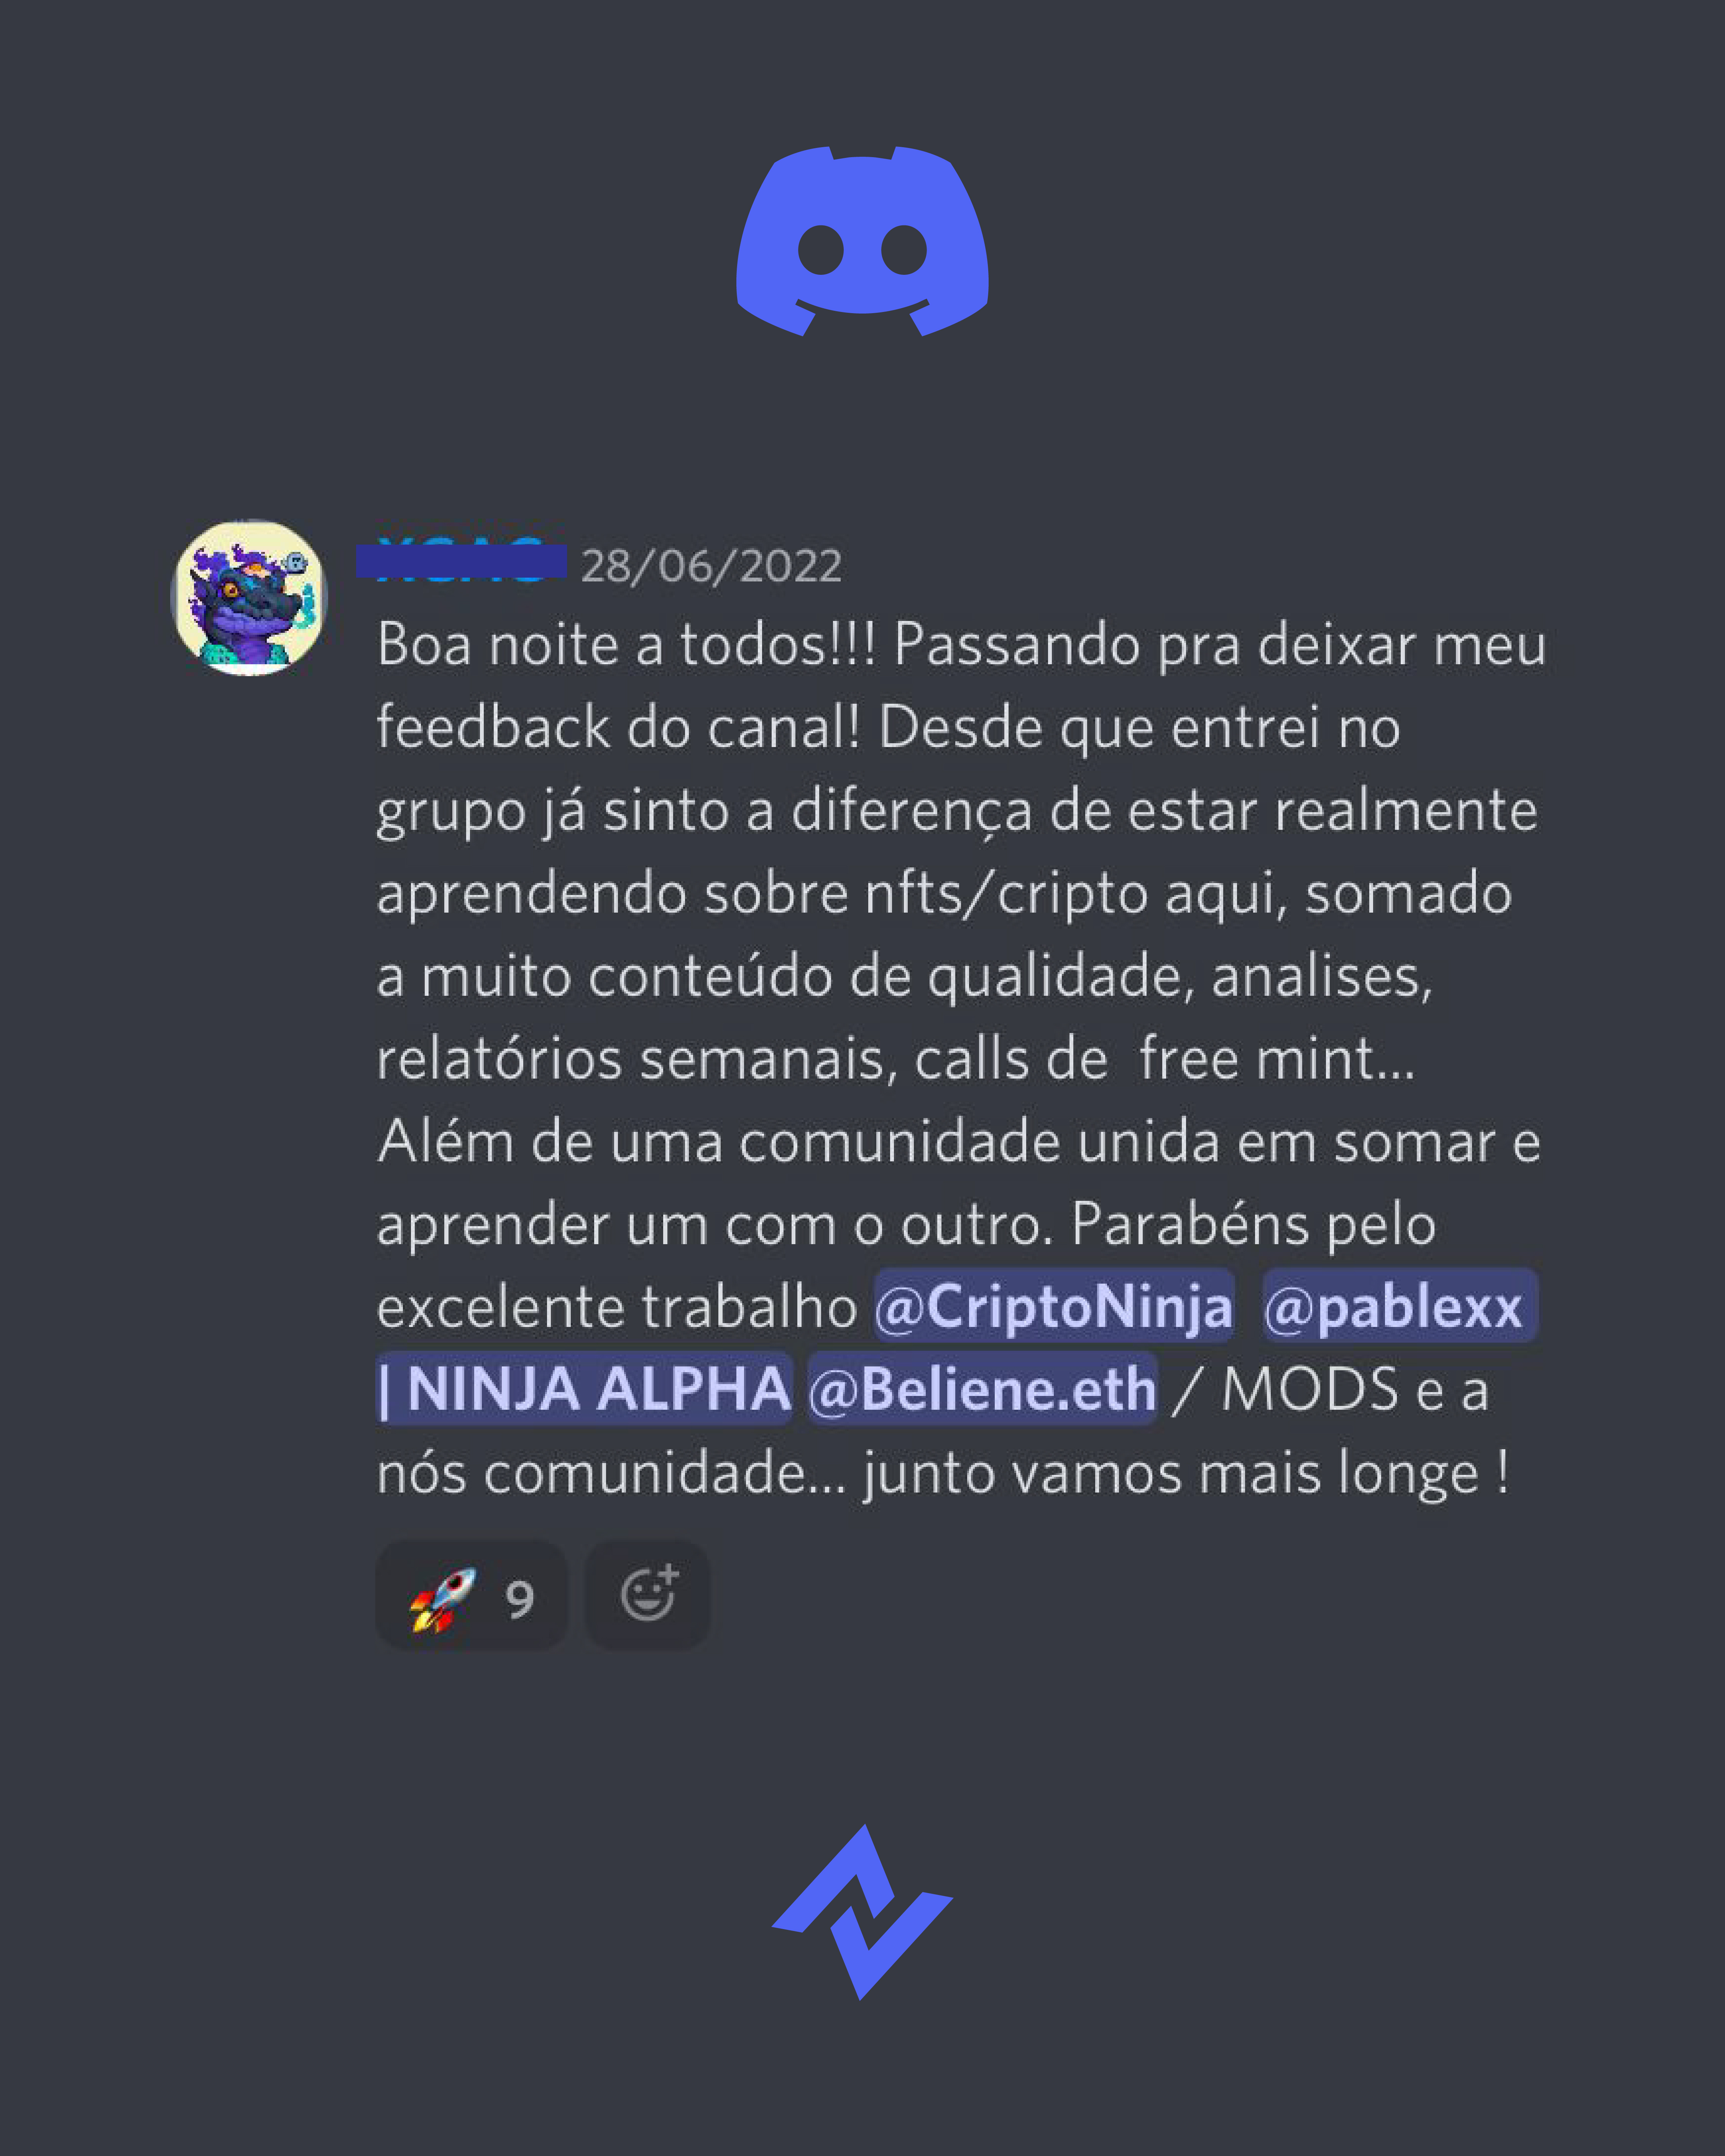 28/06/2022
Boa noite a todos!!! Passando pra deixar meu
feedback do canal! Desde que entrei no
grupo já sinto a diferença de estar realmente
aprendendo sobre nfts/cripto aqui, somado
a muito conteúdo de qualidade, analises,
relatórios semanais, calls de  free mint...
Além de uma comunidade unida em somar e
aprender um com o outro. Parabéns pelo
excelente trabalho @CriptoNinja @pablexx
| NINJA ALPHA @Beliene.eth / MODS e a
nós comunidade... junto vamos mais longe !
9